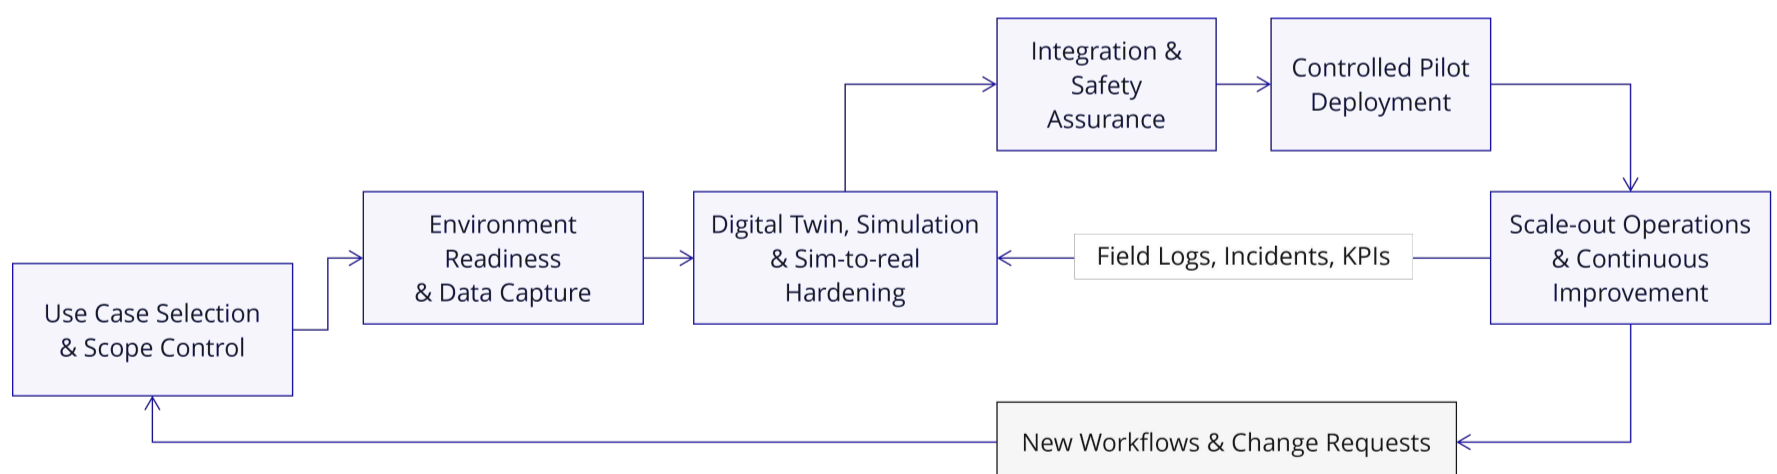 Use Case Selection
& Scope Control
Environment
Readiness
& Data Capture
Digital Twin, Simulation
& Sim-to-real
Hardening
Integration &
Safety
Assurance
Controlled Pilot
Deployment
Scale-out Operations
& Continuous
Improvement
Field Logs, Incidents, KPIs
New Workflows & Change Requests